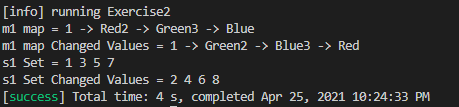 [info] running Exercise2
m1 map = 1 -> Red2 -> Green3 -> Blue
m1 map Changed Values = 1 -> Green2 -> Blue3 -> Red
s1 Set = 1 3 5 7
s1 Set Changed Values = 2 4 6 8
[success] Total time: 4 s, completed Apr 25, 2021 10:24:33 PM